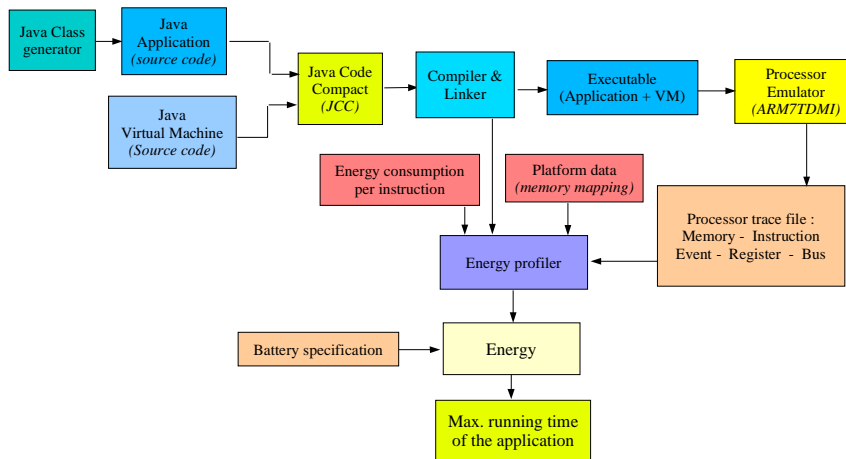 Java Class
generator
Java
Application
(source code)
Java
Virtual Machine
(Source code)
Java Code
Compact
(JCC)
Compiler &
Linker
Executable
(Application + VM)
Processor
Emulator
(ARM7TDMI)
Energy consumption
per instruction
Platform data
(memory mapping)
Processor trace file :
Memory - Instruction
Event - Register - Bus
Energy profiler
Battery specification
Energy
Max. running time
of the application